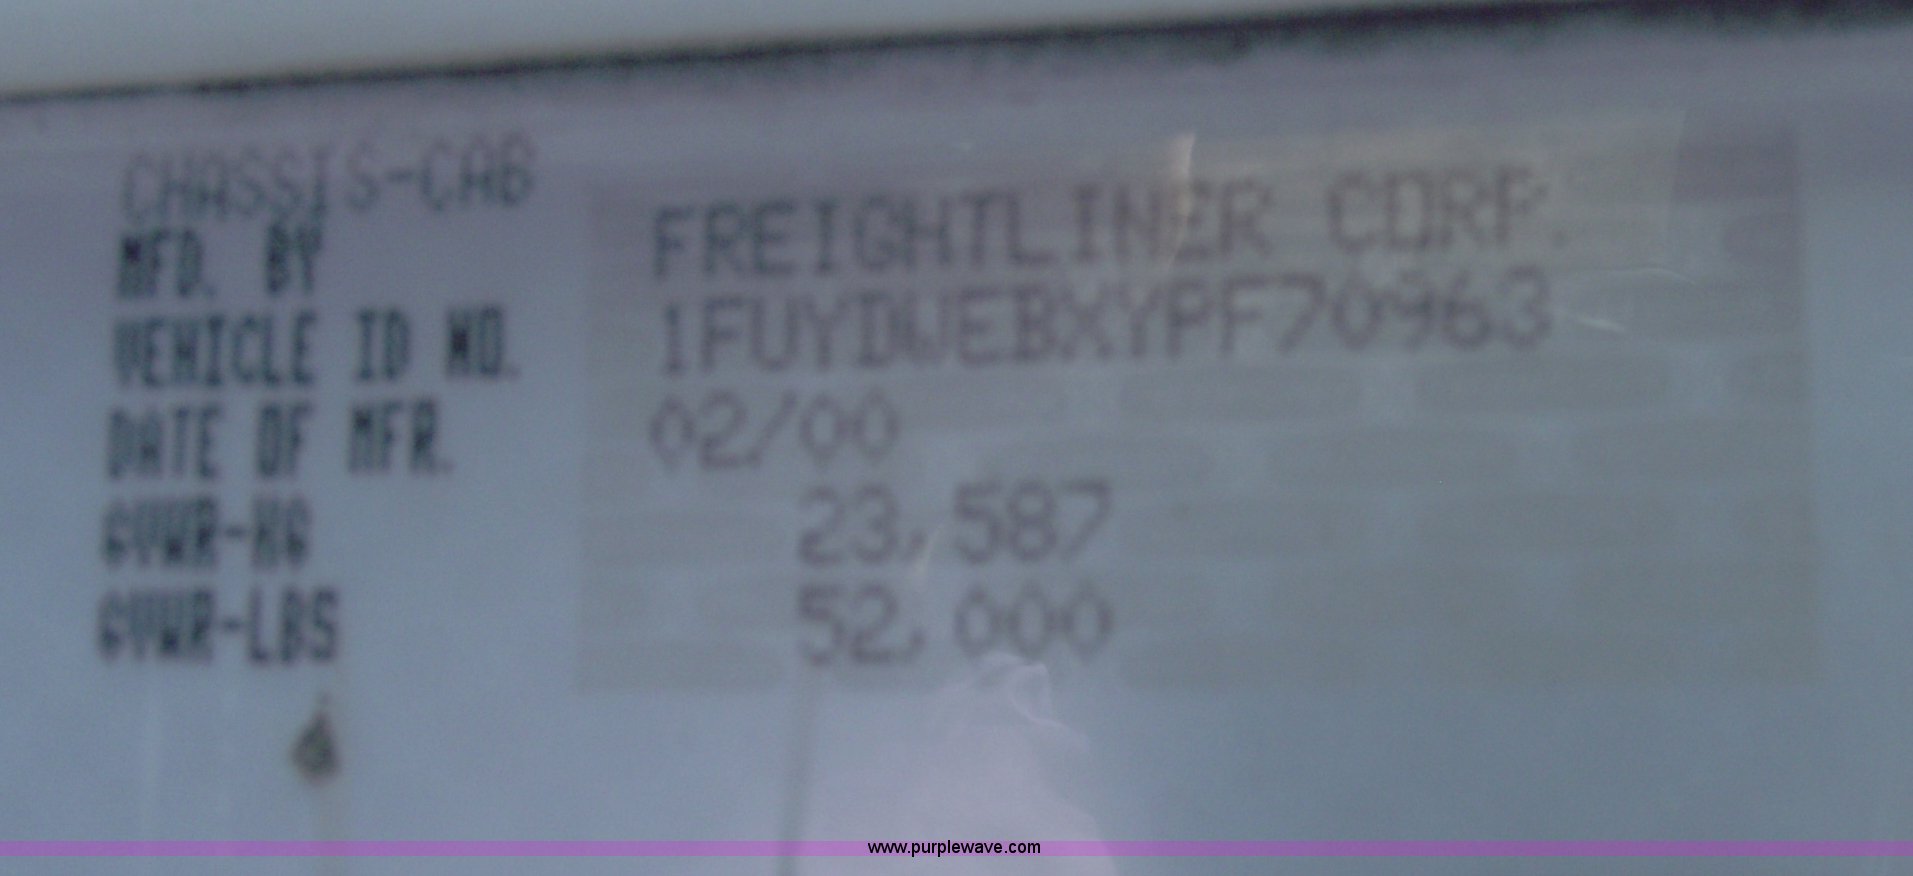 CHASSIS-CAB
MFD. BY FREIGHTLINER CORP.
VEHICLE ID NO. 1FUYDWEBXYPF70963
DATE OF MFR. 02/00
GVWR-KG 23,587
GVWR-LBS 52,000
www.purplewave.com